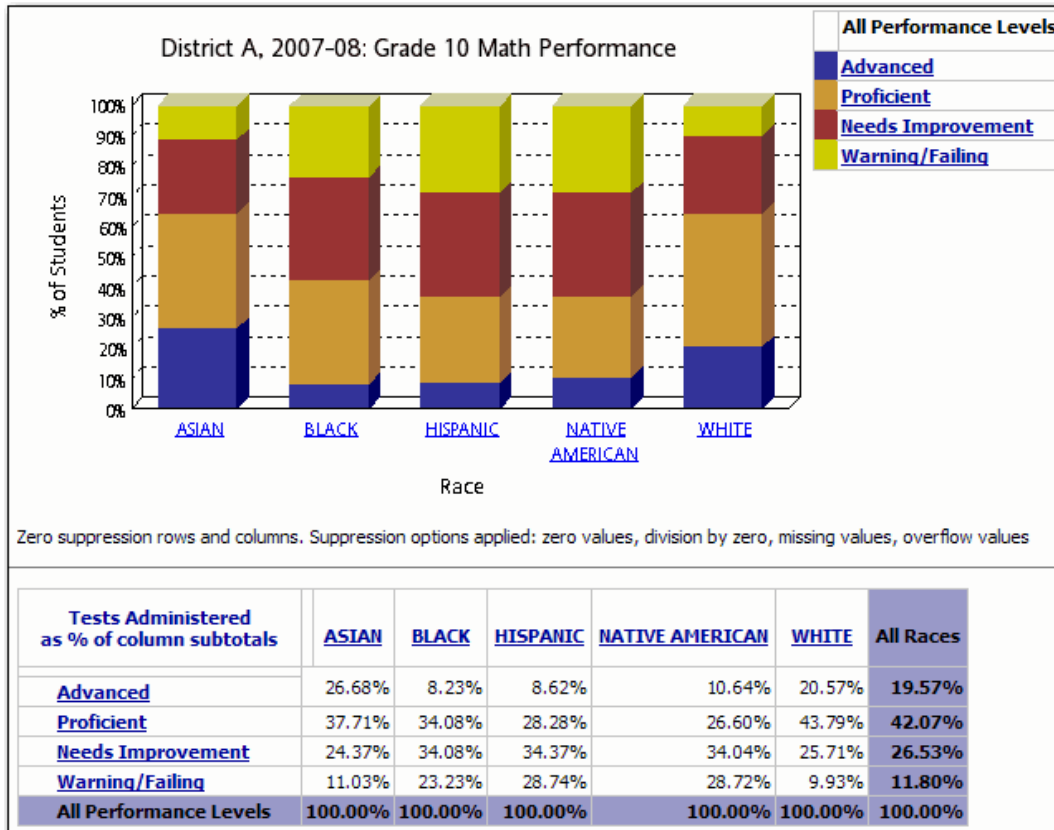 District A, 2007-08: Grade 10 Math Performance
All Performance Levels
Advanced
Proficient
Needs Improvement
Warning/Failing
% of Students
100%
90%
80%
70%
60%
50%
40%
30%
20%
10%
0%
ASIAN BLACK HISPANIC NATIVE AMERICAN WHITE
Race
Zero suppression rows and columns. Suppression options applied: zero values, division by zero, missing values, overflow values
Tests Administered
as % of column subtotals ASIAN BLACK HISPANIC NATIVE AMERICAN WHITE All Races
Advanced 26.68% 8.23% 8.62% 10.64% 20.57% 19.57%
Proficient 37.71% 34.08% 28.28% 26.60% 43.79% 42.07%
Needs Improvement 24.37% 34.08% 34.37% 34.04% 25.71% 26.53%
Warning/Failing 11.03% 23.23% 28.74% 28.72% 9.93% 11.80%
All Performance Levels 100.00% 100.00% 100.00% 100.00% 100.00% 100.00%